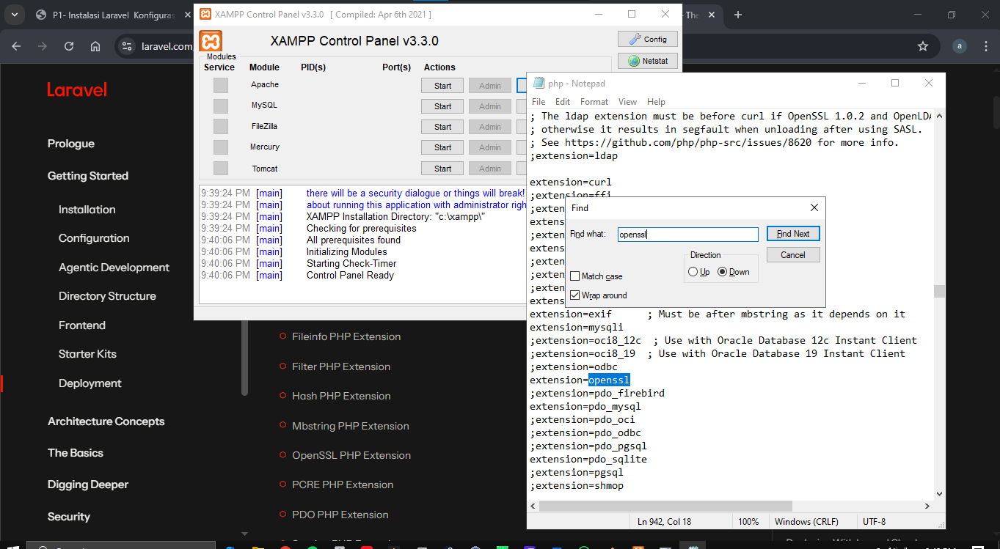 P1- Instalasi Laravel Konfiguras
The
laravel.com
a
Laravel
Prologue
Getting Started
Installation
Configuration
Agentic Development
Directory Structure
Frontend
Starter Kits
Deployment
Architecture Concepts
The Basics
Digging Deeper
Security
Fileinfo PHP Extension
Filter PHP Extension
Hash PHP Extension
Mbstring PHP Extension
OpenSSL PHP Extension
PCRE PHP Extension
PDO PHP Extension
XAMPP Control Panel v3.3.0 [ Compiled: Apr 6th 2021 ]
XAMPP Control Panel v3.3.0
Config
Netstat
Modules
Service Module PID(s) Port(s) Actions
Apache Start Admin
MySQL Start Admin
FileZilla Start Admin
Mercury Start Admin
Tomcat Start Admin
9:39:24 PM [main] there will be a security dialogue or things will break!
9:39:24 PM [main] about running this application with administrator righ
9:39:24 PM [main] XAMPP Installation Directory: "c:\xampp\"
9:39:24 PM [main] Checking for prerequisites
9:40:06 PM [main] All prerequisites found
9:40:06 PM [main] Initializing Modules
9:40:06 PM [main] Starting Check-Timer
9:40:06 PM [main] Control Panel Ready
php - Notepad
File Edit Format View Help
; The ldap extension must be before curl if OpenSSL 1.0.2 and OpenLDA
; otherwise it results in segfault when unloading after using SASL.
; See https://github.com/php/php-src/issues/8620 for more info.
;extension=ldap
extension=curl
;extension=ffi
;exten
extens
;exten
extens
;exten
;exten
;exten
extens
extension=exif ; Must be after mbstring as it depends on it
extension=mysqli
;extension=oci8_12c ; Use with Oracle Database 12c Instant Client
;extension=oci8_19 ; Use with Oracle Database 19 Instant Client
;extension=odbc
extension=openssl
;extension=pdo_firebird
extension=pdo_mysql
;extension=pdo_oci
;extension=pdo_odbc
;extension=pdo_pgsql
extension=pdo_sqlite
;extension=pgsql
;extension=shmop
Ln 942, Col 18 100% Windows (CRLF) UTF-8
Find
Find what: openssl Find Next
Cancel
Direction
Up Down
Match case
Wrap around